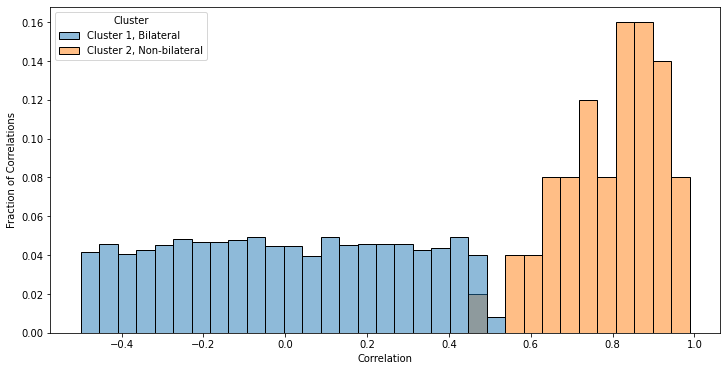 Cluster
Cluster 1, Bilateral
Cluster 2, Non-bilateral
Fraction of Correlations
0.16
0.14
0.12
0.10
0.08
0.06
0.04
0.02
0.00
−0.4 −0.2 0.0 0.2 0.4 0.6 0.8 1.0
Correlation